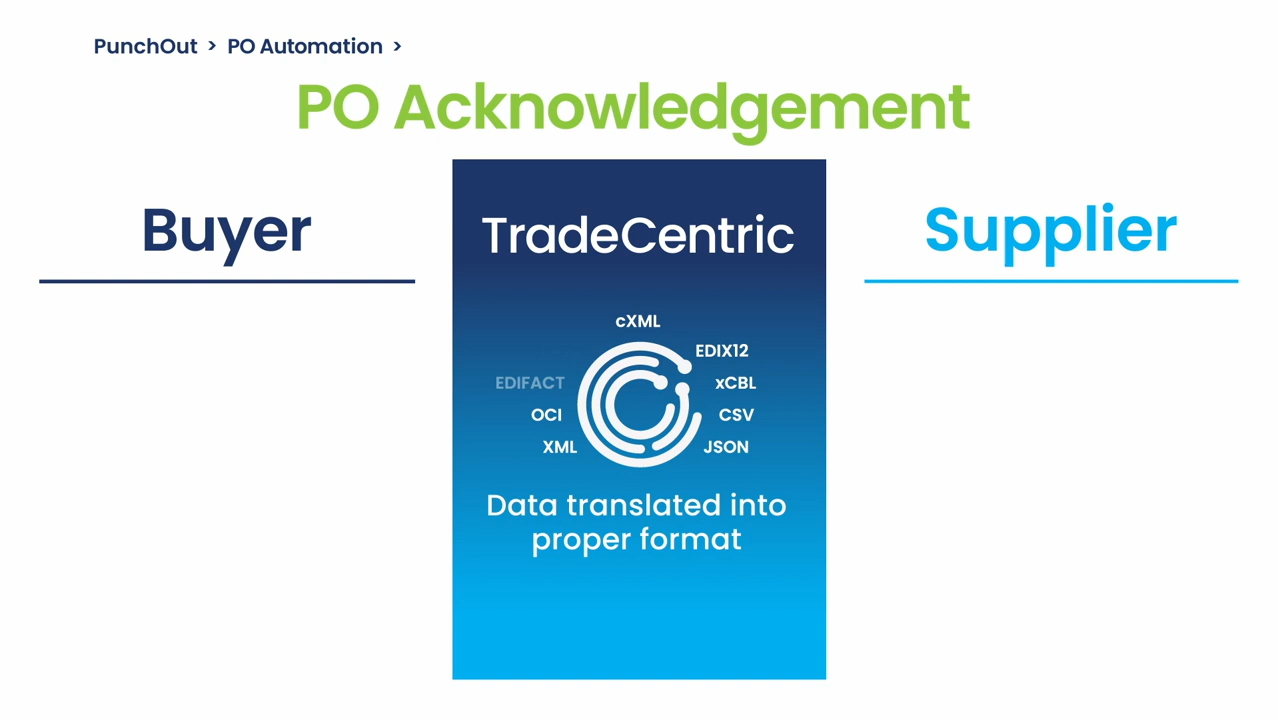 PunchOut > PO Automation >
PO Acknowledgement
Buyer
TradeCentric
Supplier
cXML
EDIX12
EDIFACT
xCBL
OCI
CSV
XML
JSON
Data translated into
proper format